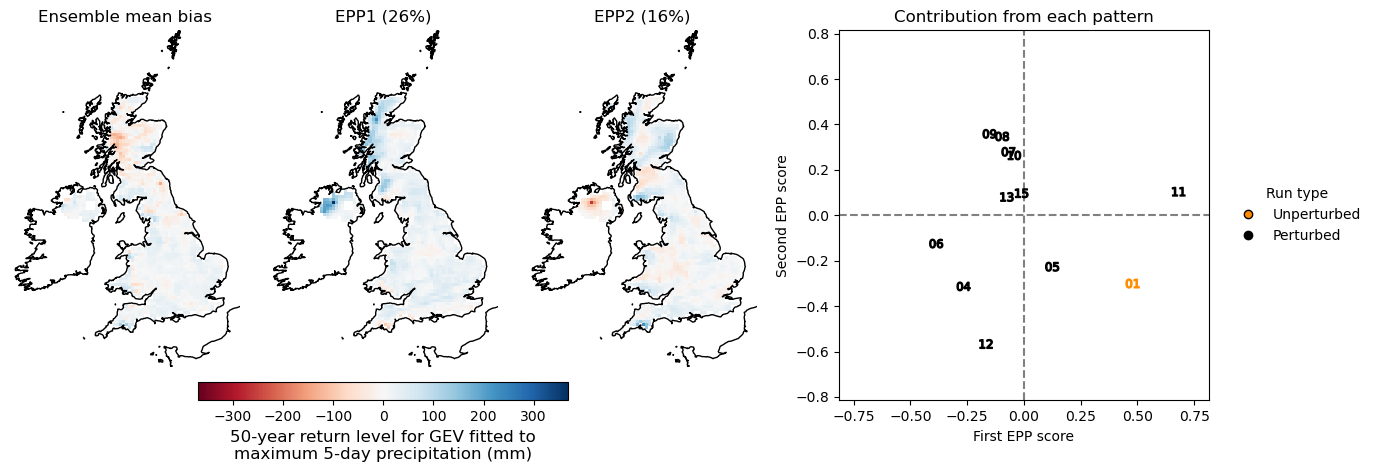 Ensemble mean bias
EPP1 (26%)
EPP2 (16%)
−300 −200 −100 0 100 200 300
50-year return level for GEV fitted to
maximum 5-day precipitation (mm)
Contribution from each pattern
Second EPP score
0.8
0.6
0.4
0.2
0.0
−0.2
−0.4
−0.6
−0.8
09
08
07
10
13
15
11
06
05
04
01
12
−0.75 −0.50 −0.25 0.00 0.25 0.50 0.75
First EPP score
Run type
Unperturbed
Perturbed